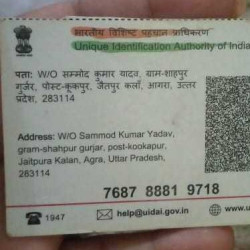 भारतीय विशिष्ट पहचान प्राधिकरण
Unique Identification Authority of India
पता: W/O सम्मोद कुमार यादव, ग्राम-शाहपुर
गुर्जर, पोस्ट-कूकापुर, जैतपुर कलाँ, आगरा, उत्तर
प्रदेश, 283114
Address: W/O Sammod Kumar Yadav,
gram-shahpur gurjar, post-kookapur,
Jaitpura Kalan, Agra, Uttar Pradesh,
283114
7687 8881 9718
1947
help@uidai.gov.in